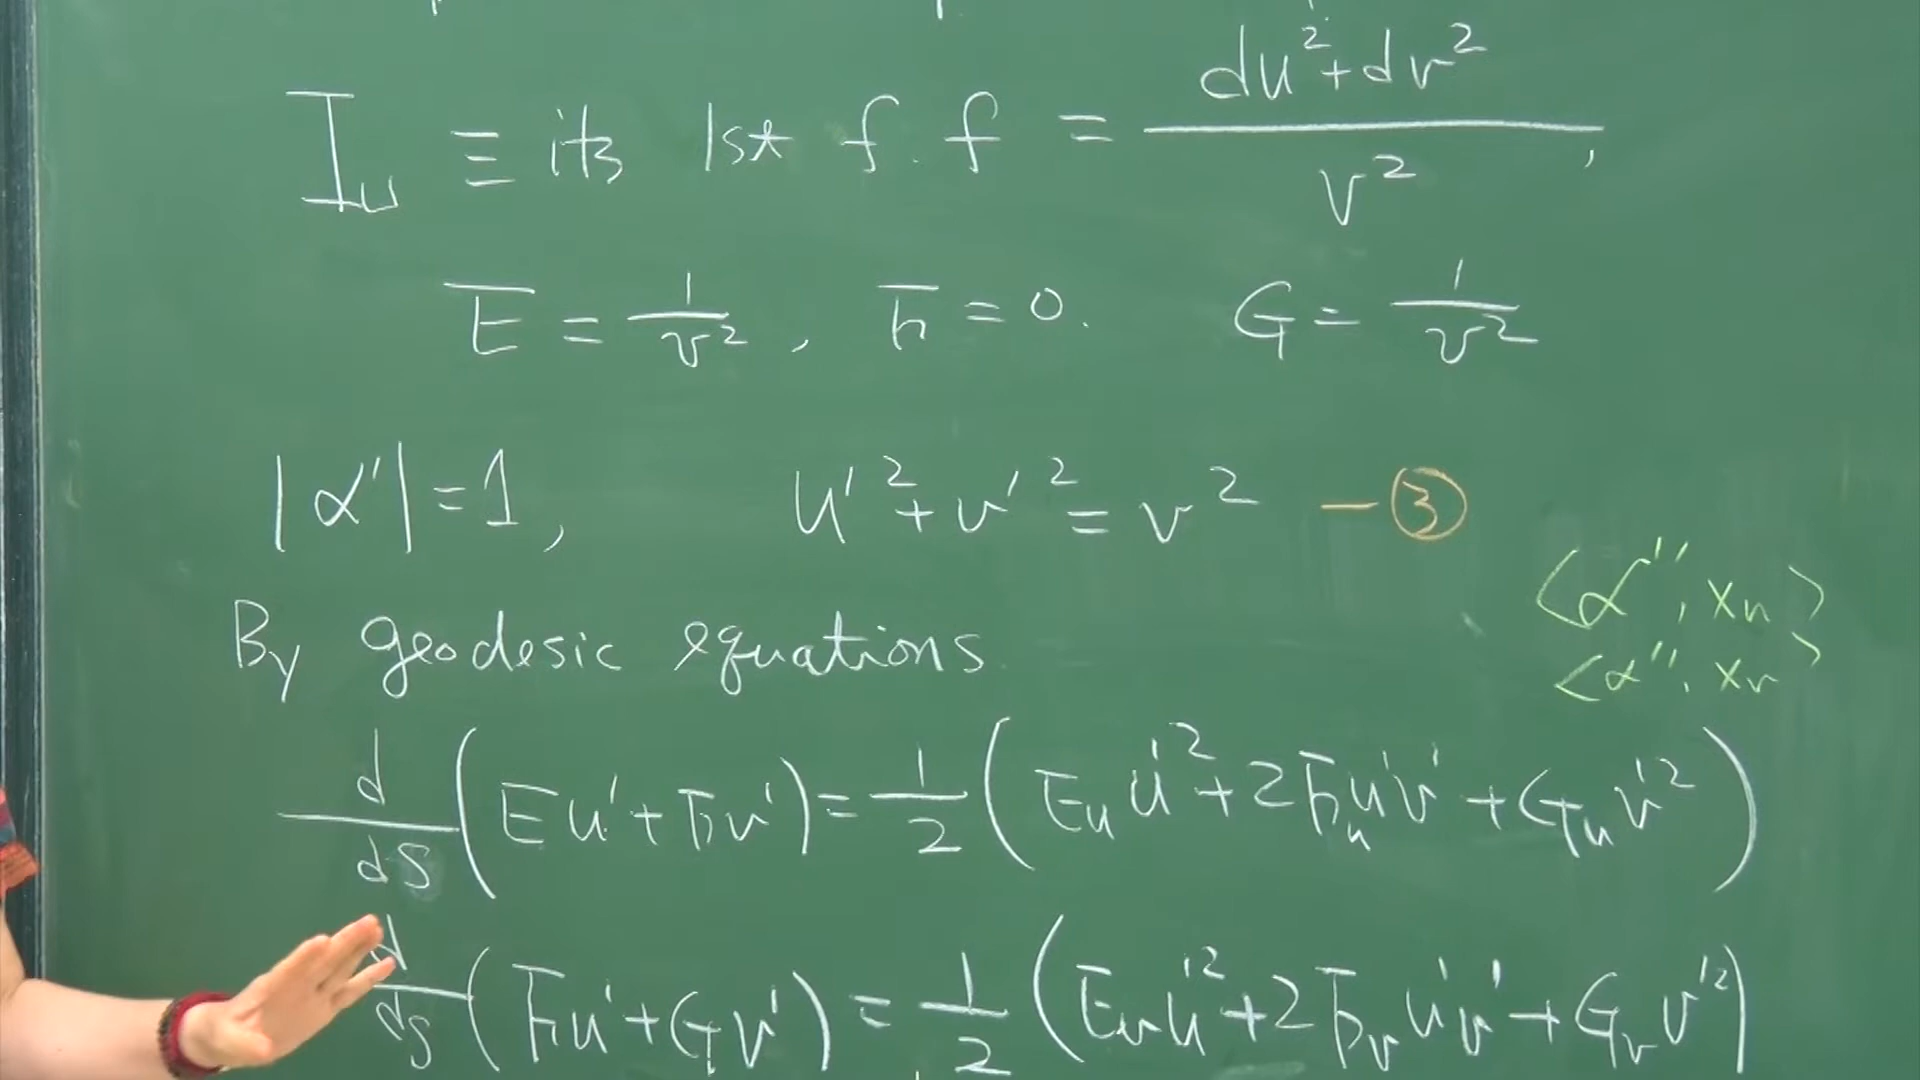 I_U ≡ its 1st f.f = (du²+dv²)/v²,
E = 1/v², F = 0. G = 1/v²
|α'| = 1, u'²+v'² = v² — ③
<α'', x_u>
<α'', x_v>
By geodesic equations
d/ds (Eu' + Fv') = 1/2 (E_u u'² + 2F_u u'v' + G_u v'²)
d/ds (Fu' + Gv') = 1/2 (E_v u'² + 2F_v u'v' + G_v v'²)